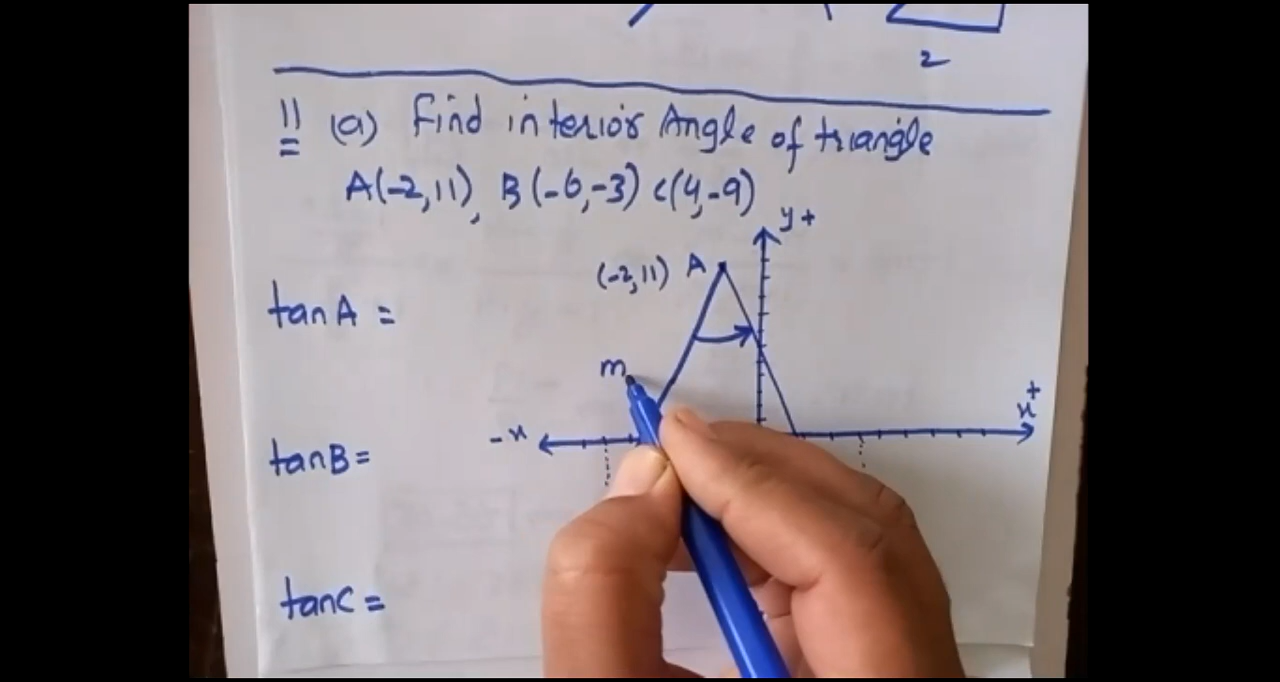 2
11 (a) Find interior Angle of triangle
A(-2,11), B(-6,-3) C(4,-9)
y+
(-2,11) A
tan A =
m
x+
-x
tanB=
tanC=